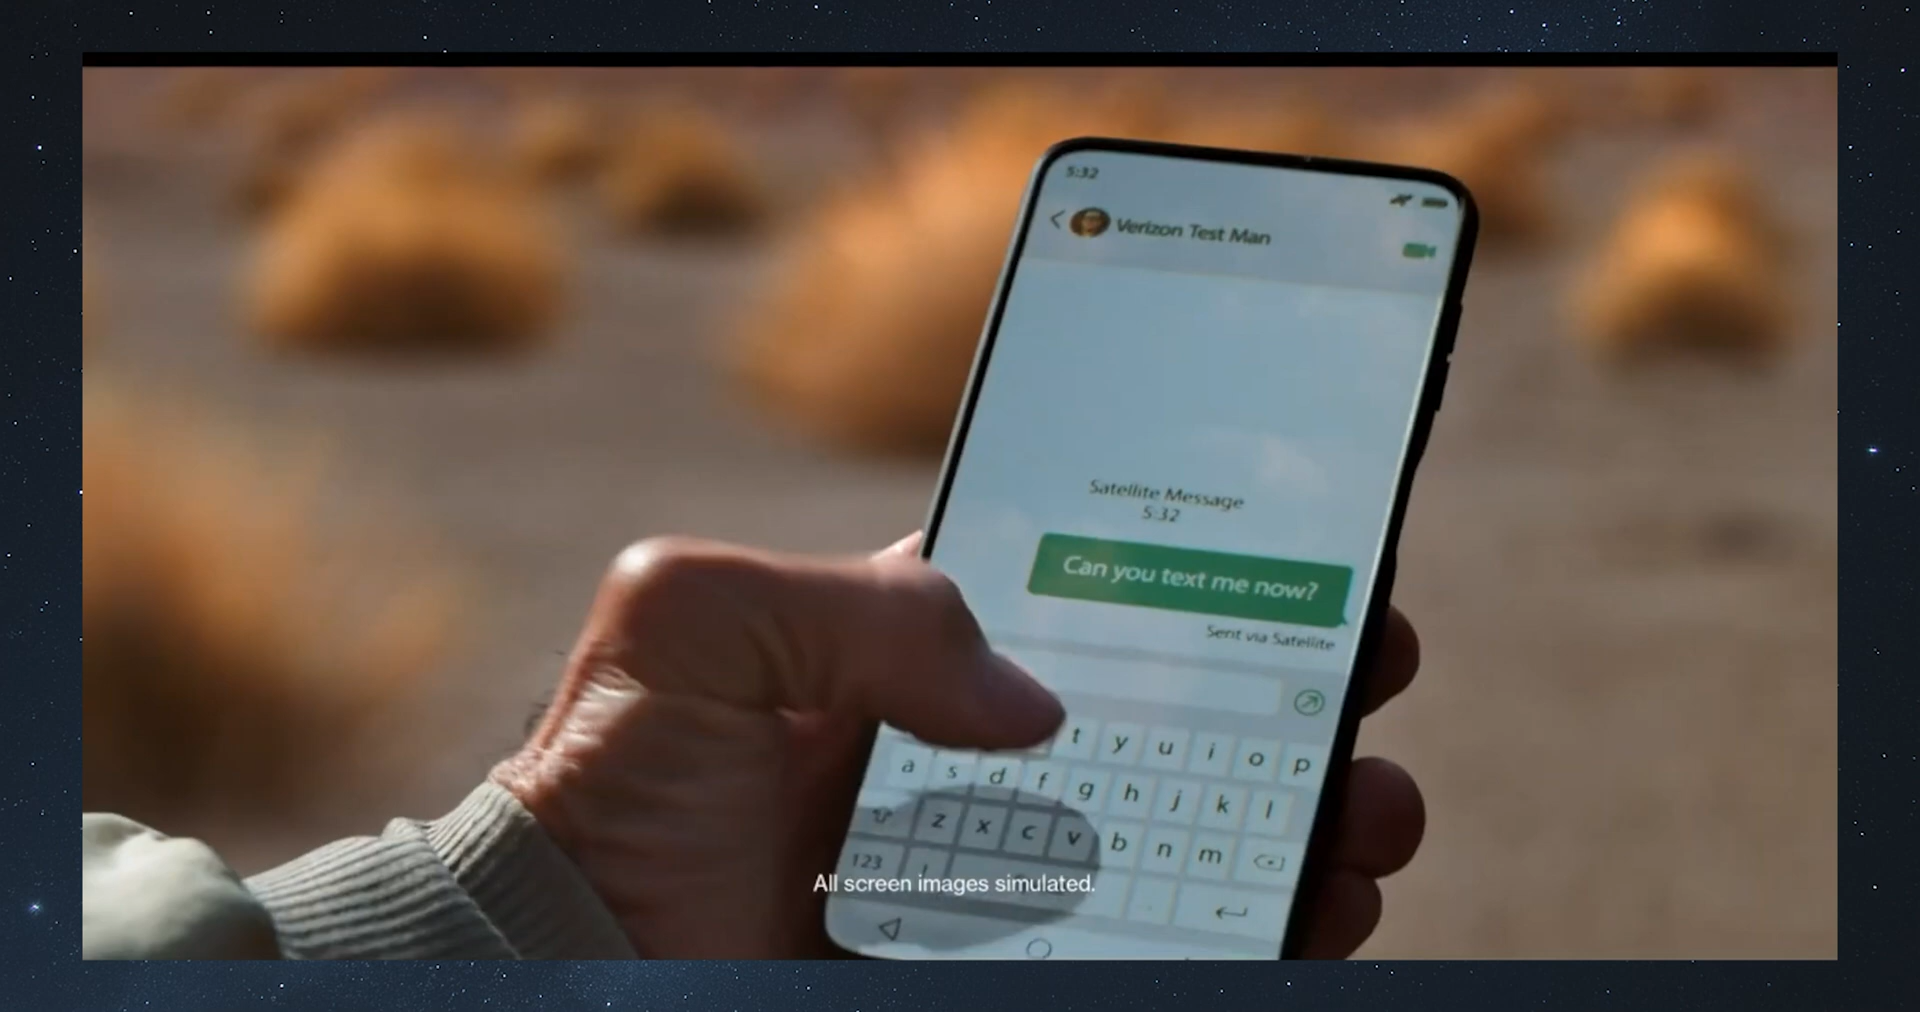 5:32
Verizon Test Man
Satellite Message
5:32
Can you text me now?
Sent via Satellite
t y u i o p
a s d f g h j k l
z x c v b n m
123
All screen images simulated.